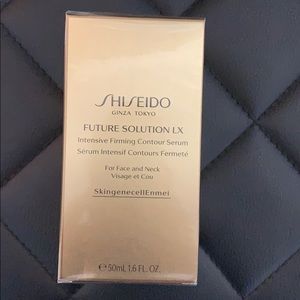 SHISEIDO
GINZA TOKYO
FUTURE SOLUTION LX
Intensive Firming Contour Serum
Sérum Intensif Contours Fermeté
For Face and Neck
Visage et Cou
SkingenecellEnmei
℮ 50mL 1.6 FL. OZ.